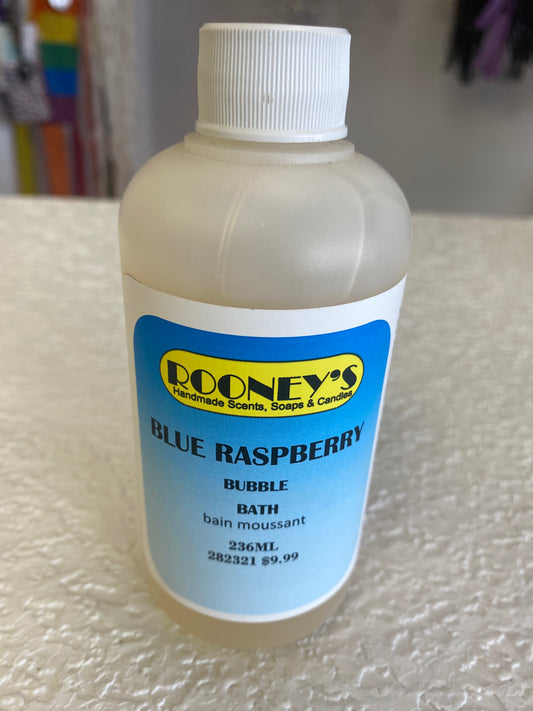 ROONEY'S
Handmade Scents, Soaps & Candles
BLUE RASPBERRY
BUBBLE
BATH
bain moussant
236ML
282321 $9.99